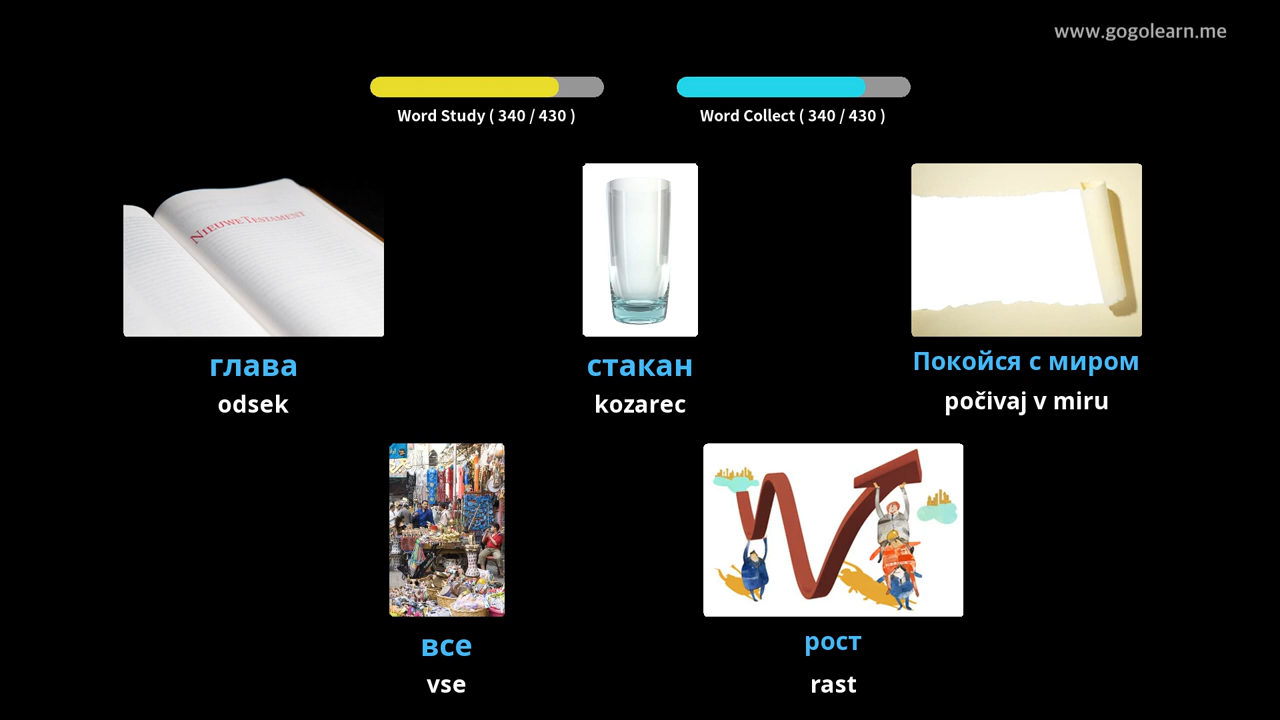 www.gogolearn.me
Word Study ( 340 / 430 )
Word Collect ( 340 / 430 )
NIEUWE TESTAMENT
глава
odsek
стакан
kozarec
Покойся с миром
počivaj v miru
все
vse
рост
rast